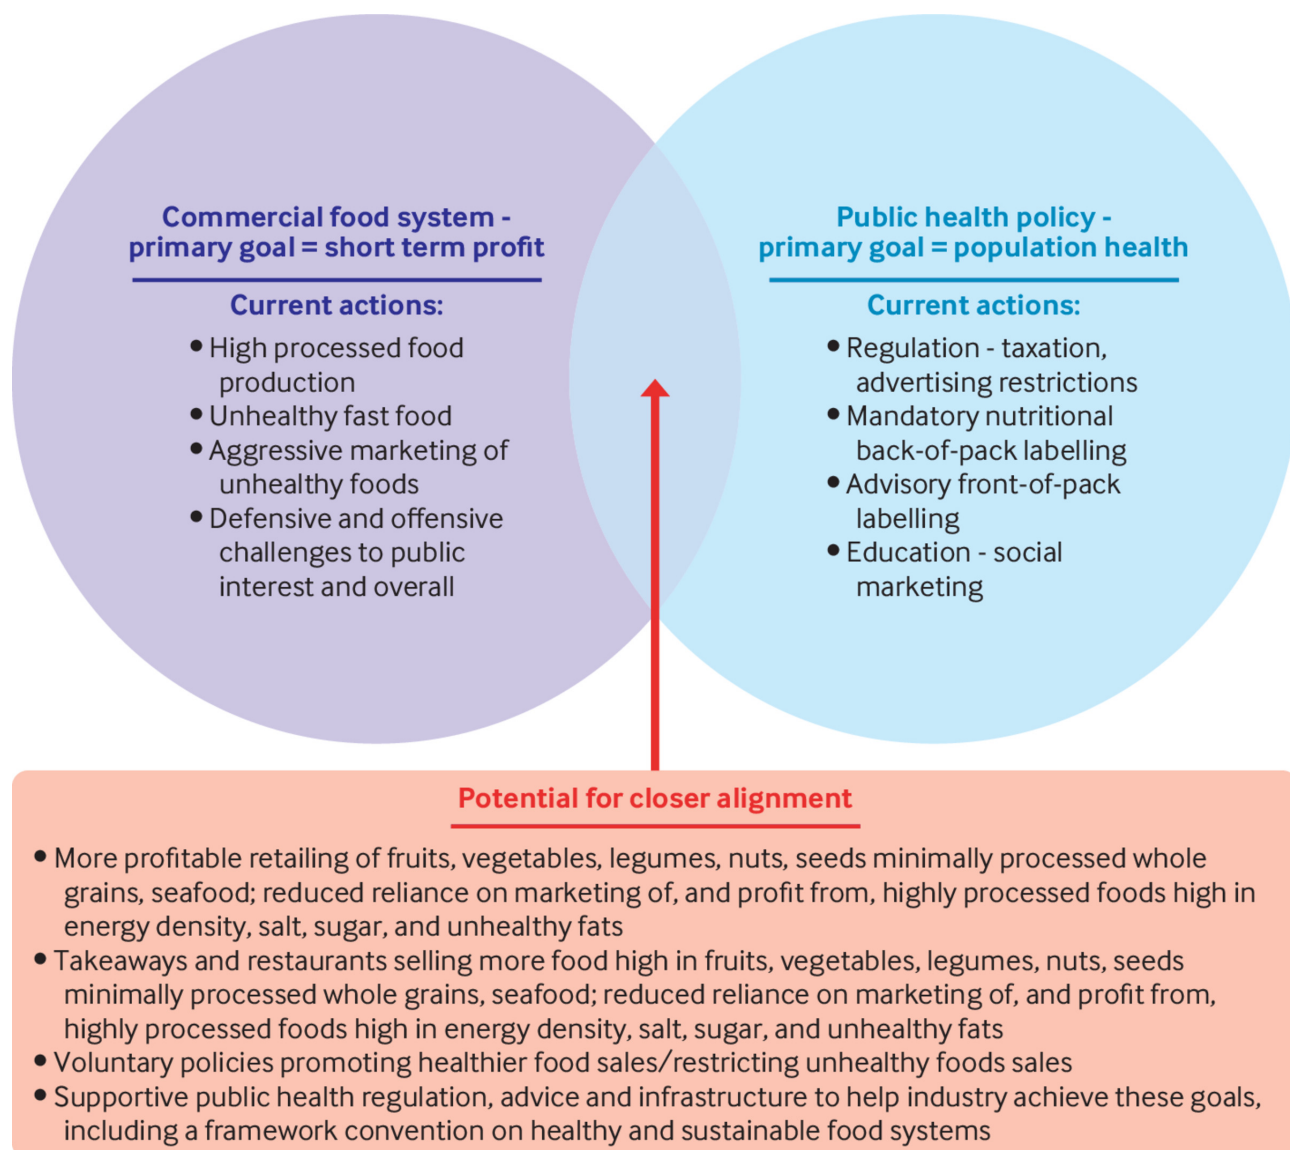 Commercial food system -
primary goal = short term profit
Current actions:
• High processed food
production
• Unhealthy fast food
• Aggressive marketing of
unhealthy foods
• Defensive and offensive
challenges to public
interest and overall
Public health policy -
primary goal = population health
Current actions:
• Regulation - taxation,
advertising restrictions
• Mandatory nutritional
back-of-pack labelling
• Advisory front-of-pack
labelling
• Education - social
marketing
Potential for closer alignment
• More profitable retailing of fruits, vegetables, legumes, nuts, seeds minimally processed whole
grains, seafood; reduced reliance on marketing of, and profit from, highly processed foods high in
energy density, salt, sugar, and unhealthy fats
• Takeaways and restaurants selling more food high in fruits, vegetables, legumes, nuts, seeds
minimally processed whole grains, seafood; reduced reliance on marketing of, and profit from,
highly processed foods high in energy density, salt, sugar, and unhealthy fats
• Voluntary policies promoting healthier food sales/restricting unhealthy foods sales
• Supportive public health regulation, advice and infrastructure to help industry achieve these goals,
including a framework convention on healthy and sustainable food systems